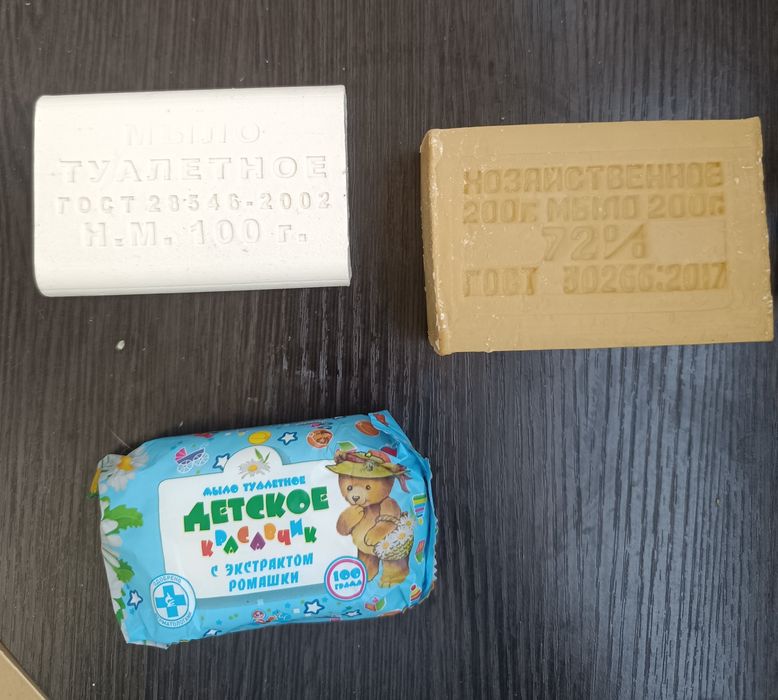 МЫЛО
ТУАЛЕТНОЕ
ГОСТ 28546-2002
Н.М. 100 г.
ХОЗЯЙСТВЕННОЕ
200г. МЫЛО 200г.
72%
ГОСТ 30266:2017
МЫЛО ТУАЛЕТНОЕ
ДЕТСКОЕ
КРАСАВЧИК
С ЭКСТРАКТОМ
РОМАШКИ
100
ГРАММ
ОДОБРЕНО